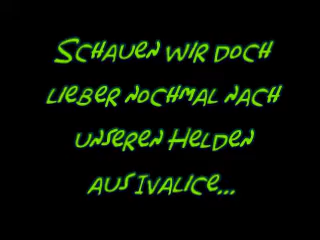 Schauen wir doch
lieber nochmal nach
unseren Helden
aus Ivalice...